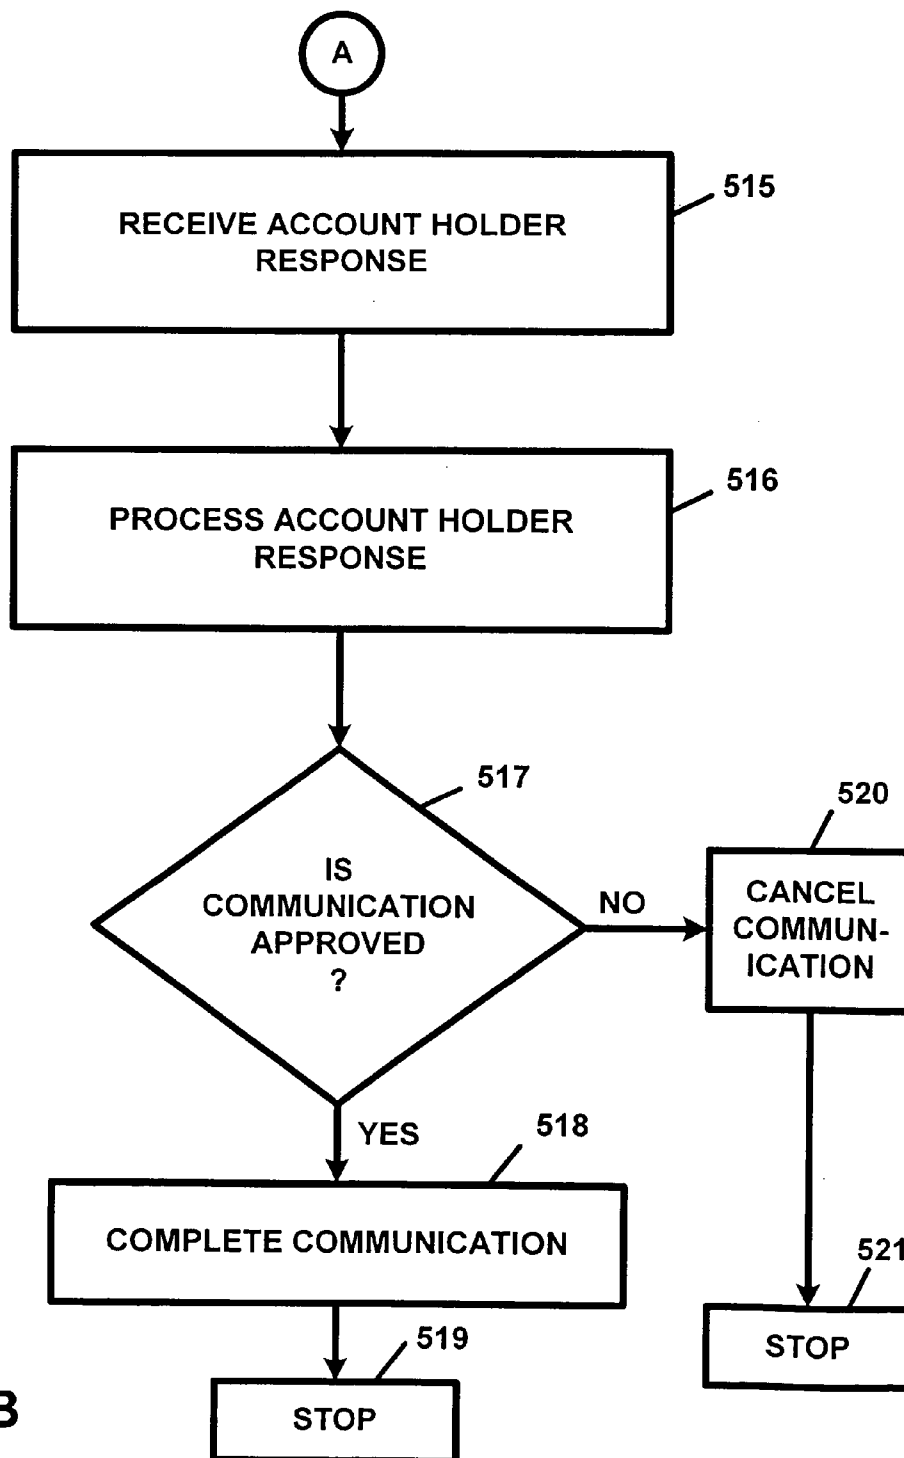 A
515
RECEIVE ACCOUNT HOLDER
RESPONSE
516
PROCESS ACCOUNT HOLDER
RESPONSE
517
IS
COMMUNICATION
APPROVED
?
NO
520
CANCEL
COMMUN-
ICATION
YES
518
COMPLETE COMMUNICATION
521
STOP
519
STOP
B